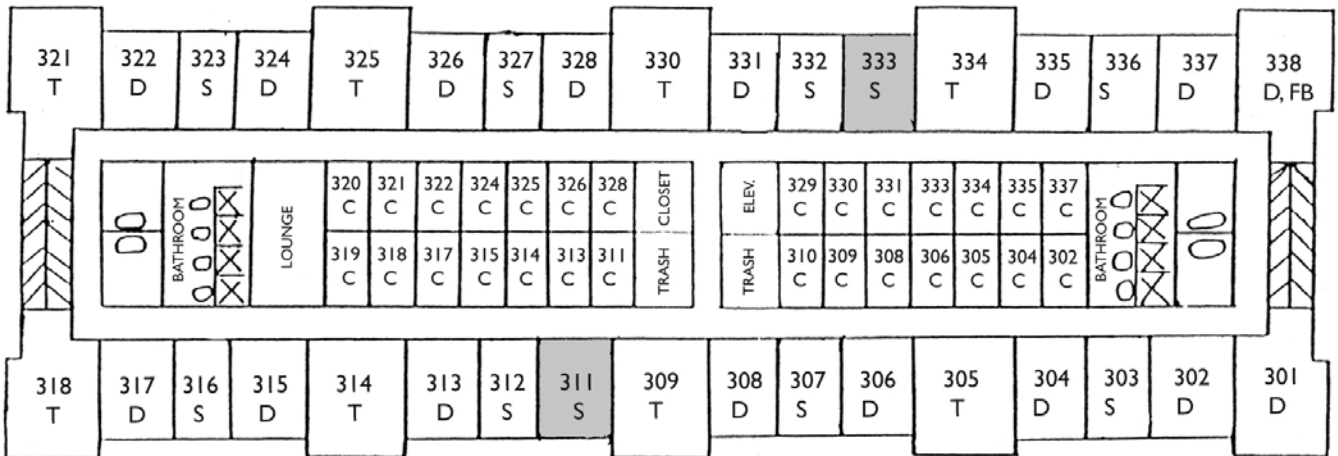 321 322 323 324 325 326 327 328 330 331 332 333 334 335 336 337 338
T D S D T D S D T D S S T D S D D, FB
BATHROOM
LOUNGE
320 321 322 324 325 326 328
C C C C C C C
CLOSET
ELEV.
329 330 331 333 334 335 337
C C C C C C C
BATHROOM
319 318 317 315 314 313 311
C C C C C C C
TRASH
TRASH
310 309 308 306 305 304 302
C C C C C C C
318 317 316 315 314 313 312 311 309 308 307 306 305 304 303 302 301
T D S D T D S S T D S D T D S D D